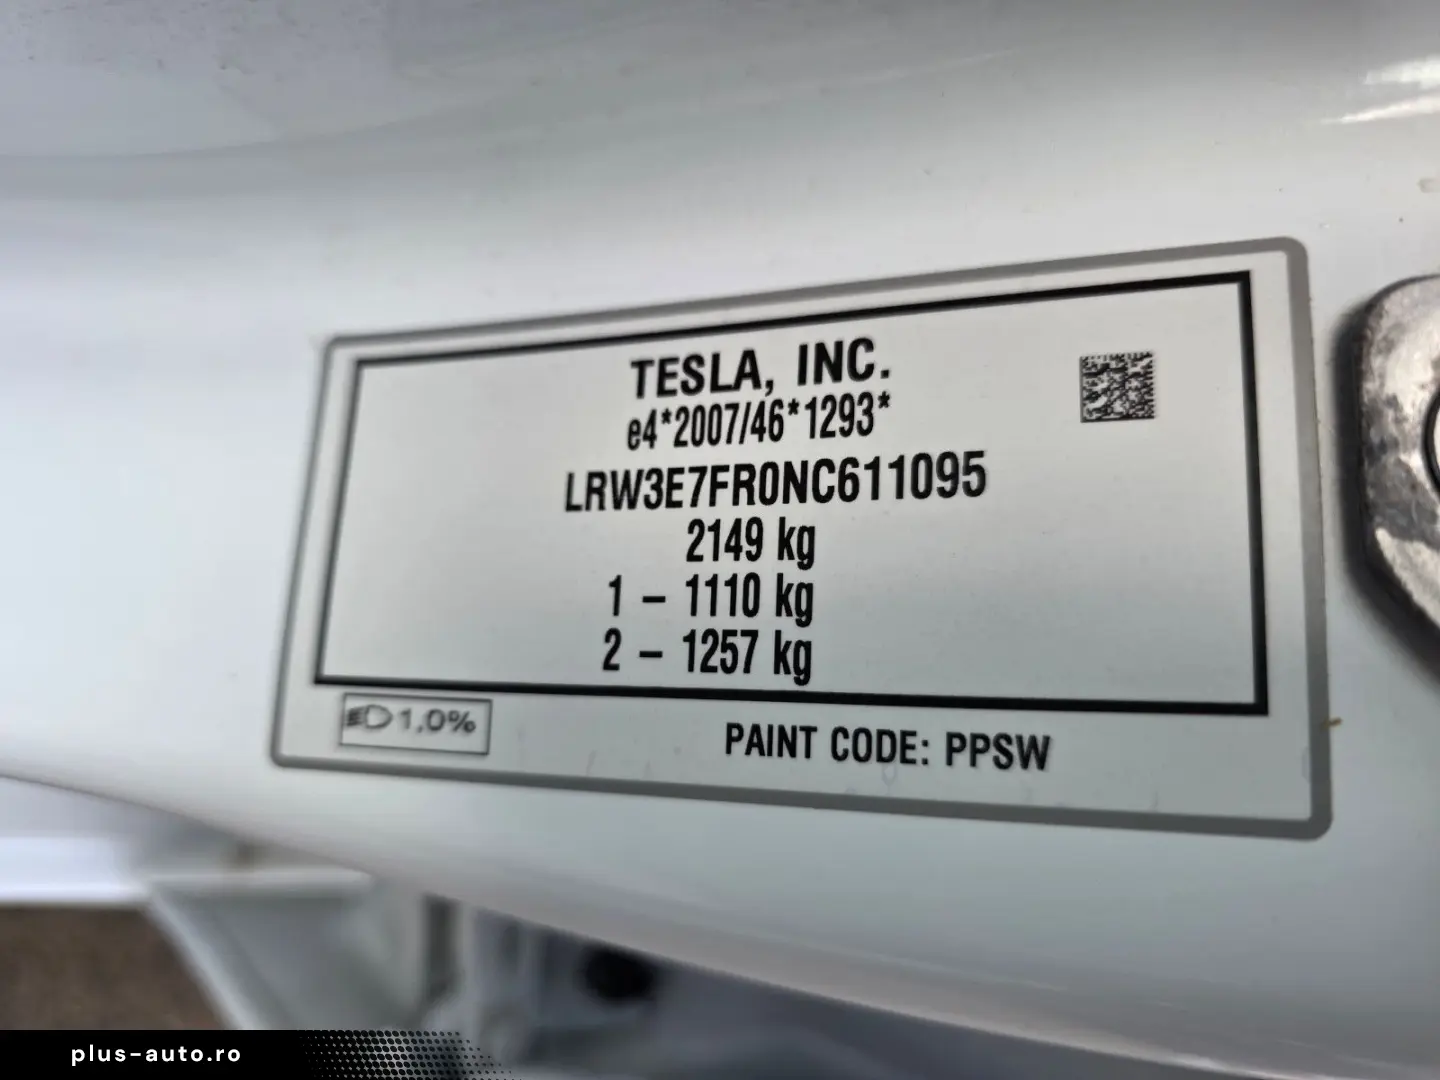 TESLA, INC.
e4*2007/46*1293*
LRW3E7FR0NC611095
2149 kg
1 – 1110 kg
2 – 1257 kg
1.0%
PAINT CODE: PPSW
plus-auto.ro